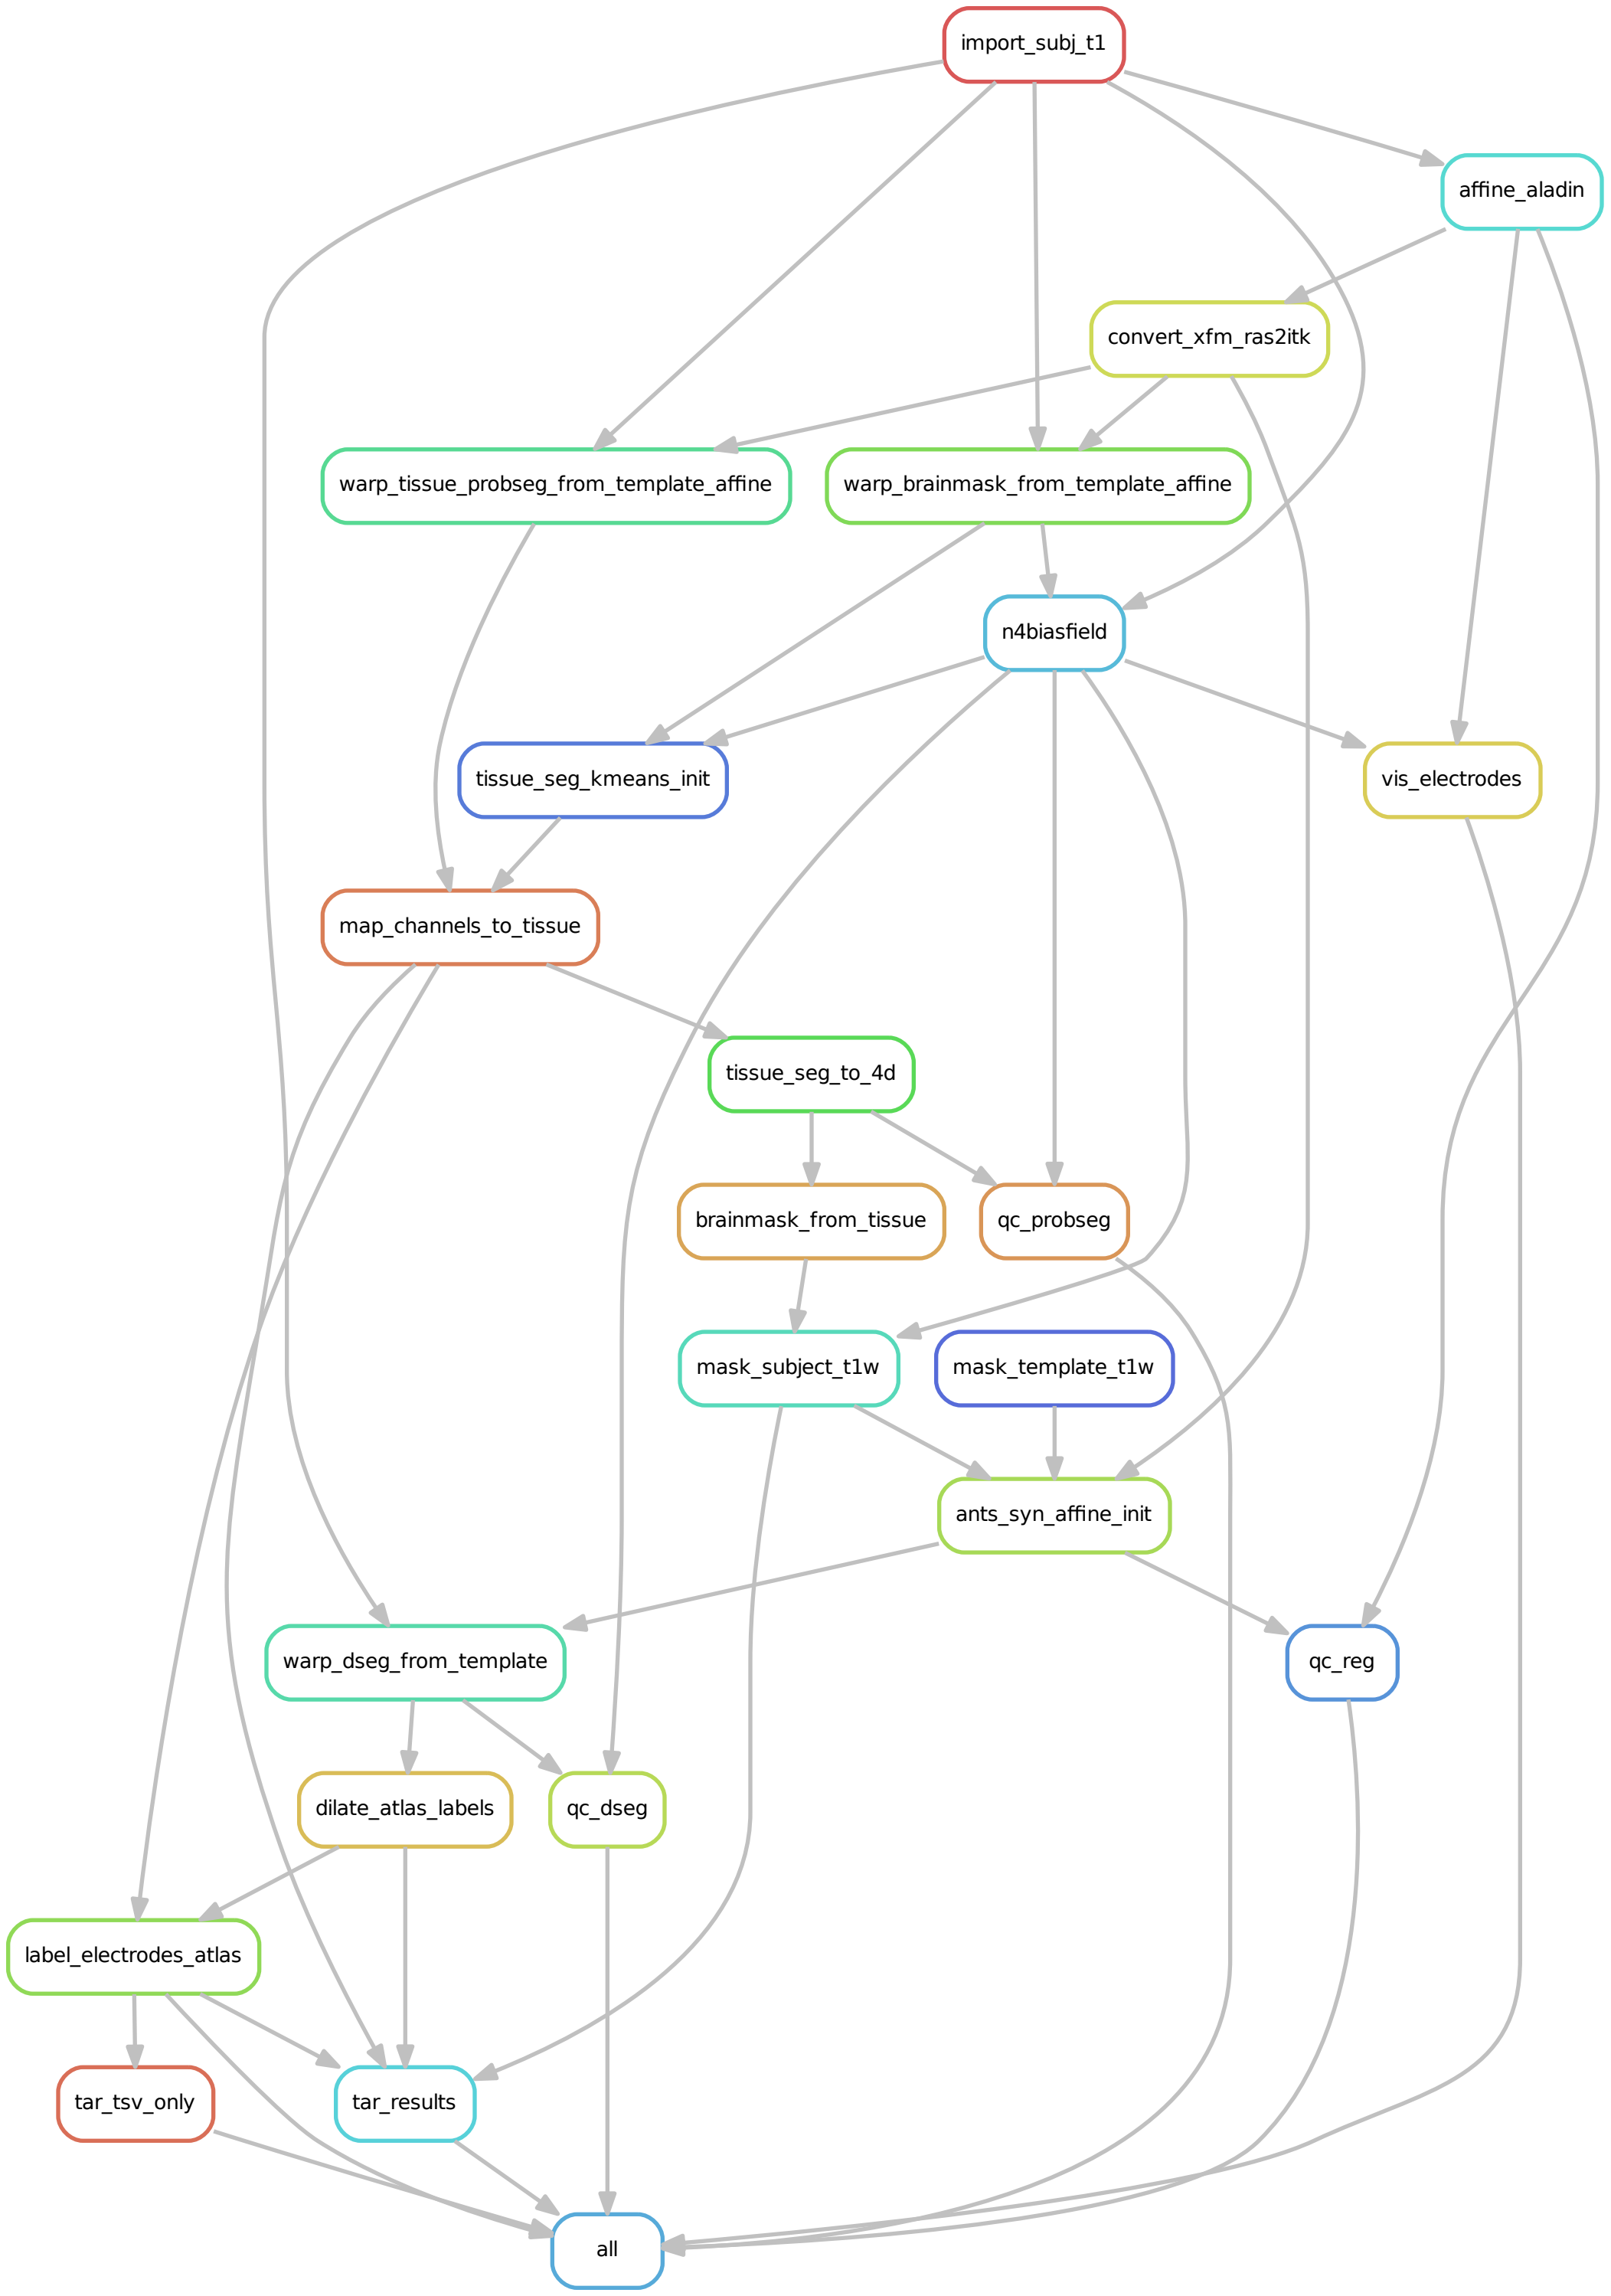 import_subj_t1
affine_aladin
convert_xfm_ras2itk
warp_tissue_probseg_from_template_affine
warp_brainmask_from_template_affine
n4biasfield
tissue_seg_kmeans_init
vis_electrodes
map_channels_to_tissue
tissue_seg_to_4d
brainmask_from_tissue
qc_probseg
mask_subject_t1w
mask_template_t1w
ants_syn_affine_init
warp_dseg_from_template
qc_reg
dilate_atlas_labels
qc_dseg
label_electrodes_atlas
tar_tsv_only
tar_results
all